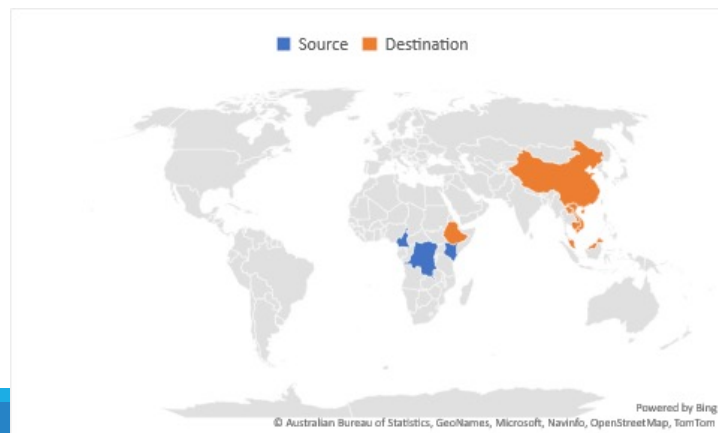 Source Destination
Powered by Bing
© Australian Bureau of Statistics, GeoNames, Microsoft, Navinfo, OpenStreetMap, TomTom